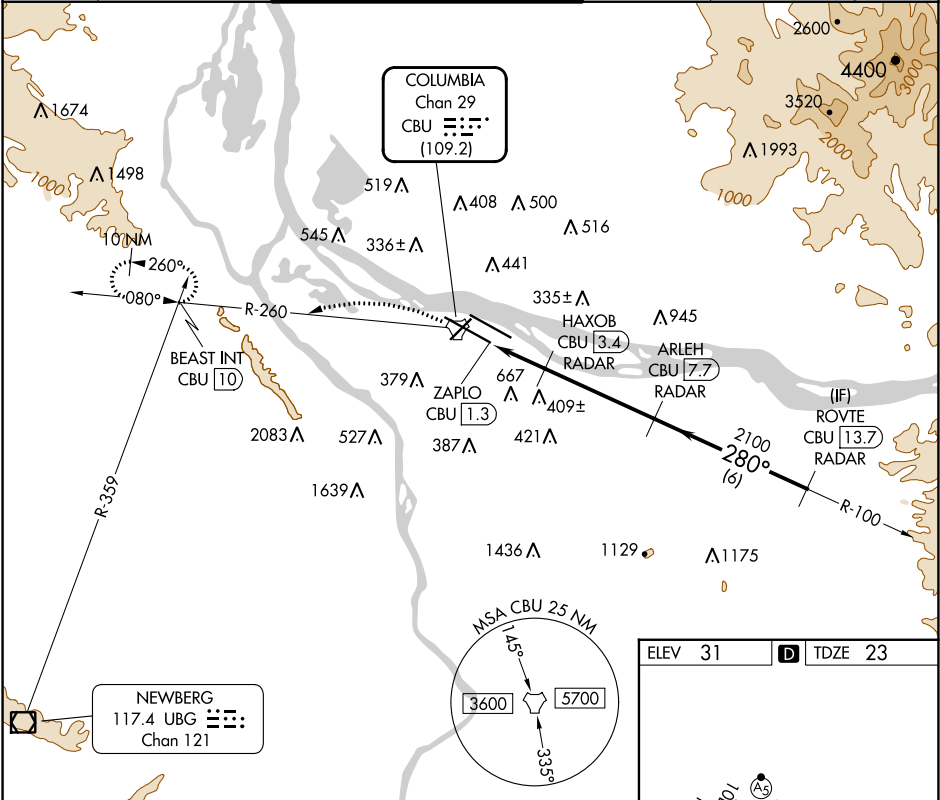 2600
4400
3000
3520
2000
1674
COLUMBIA
Chan 29
CBU
(109.2)
1993
1498
1000
519
408
500
1000
516
545
336±
10 NM
441
260°
080°
335±
R-260
HAXOB
CBU 3.4
RADAR
945
ARLEH
CBU 7.7
RADAR
BEAST INT
CBU 10
379
ZAPLO
CBU 1.3
667
409±
(IF)
ROVTE
CBU 13.7
RADAR
2083
527
387
421
2100
280°
(6)
1639
R-359
R-100
1436
1129
1175
MSA CBU 25 NM
145°
3600
5700
335°
ELEV 31
D
TDZE 23
NEWBERG
117.4 UBG
Chan 121
A5